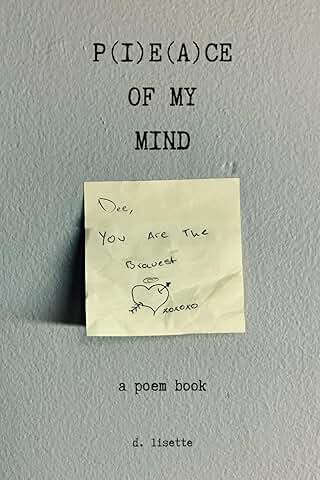 P(I)E(A)CE
OF MY
MIND
Dee,
You Are The
Bravest
xoxoxo
a poem book
d. lisette